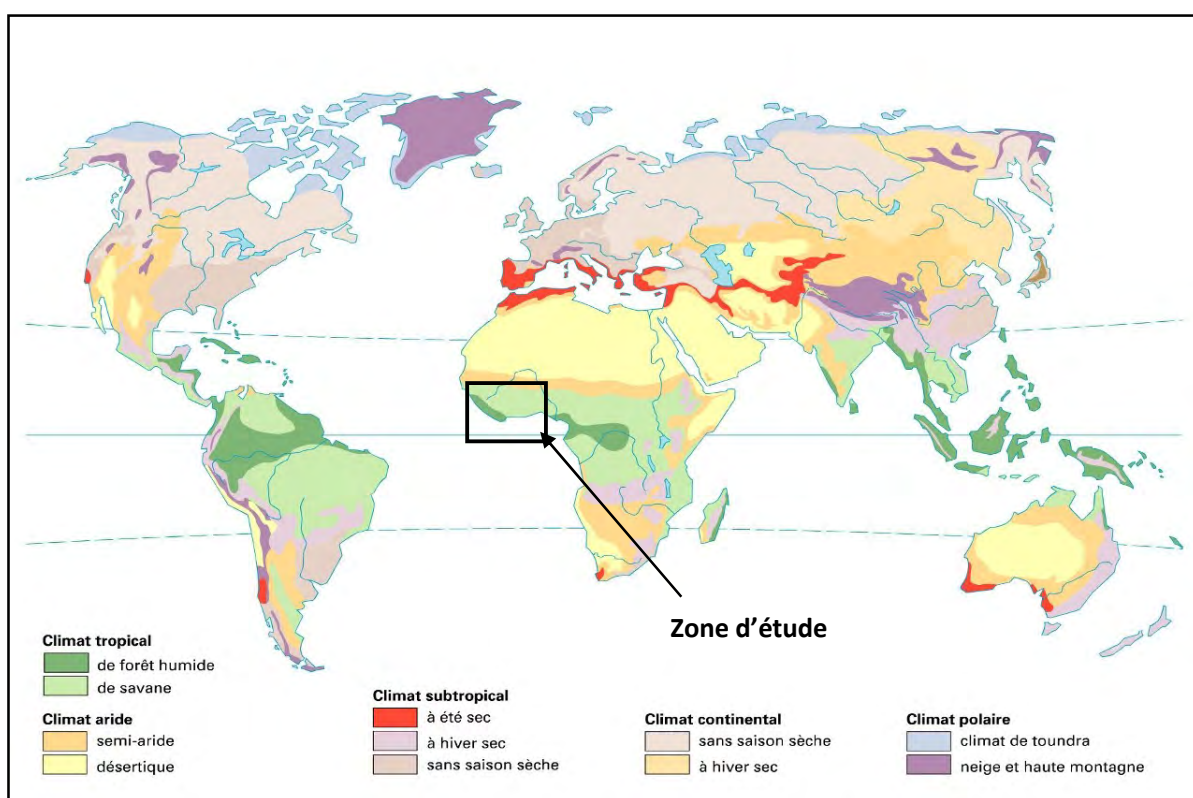 Zone d’étude
Climat tropical
de forêt humide
de savane
Climat aride
semi-aride
désertique
Climat subtropical
à été sec
à hiver sec
sans saison sèche
Climat continental
sans saison sèche
à hiver sec
Climat polaire
climat de toundra
neige et haute montagne